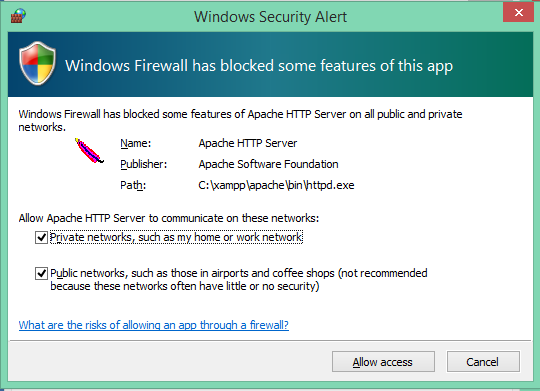 Windows Security Alert
Windows Firewall has blocked some features of this app
Windows Firewall has blocked some features of Apache HTTP Server on all public and private
networks.
Name: Apache HTTP Server
Publisher: Apache Software Foundation
Path: C:\xampp\apache\bin\httpd.exe
Allow Apache HTTP Server to communicate on these networks:
Private networks, such as my home or work network
Public networks, such as those in airports and coffee shops (not recommended
because these networks often have little or no security)
What are the risks of allowing an app through a firewall?
Allow access Cancel